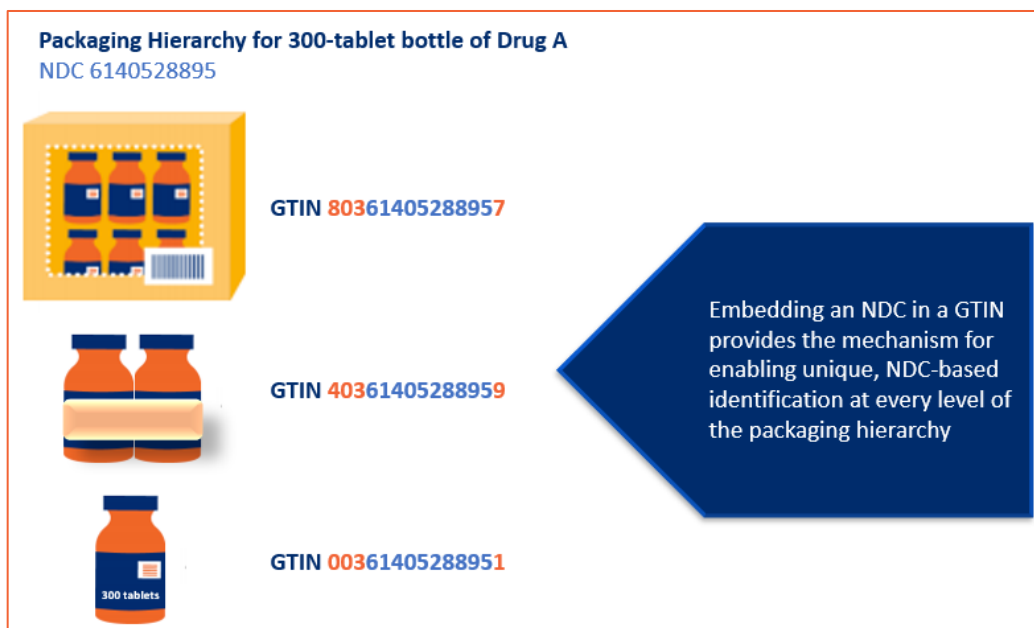 Packaging Hierarchy for 300-tablet bottle of Drug A
NDC 6140528895
GTIN 80361405288957
GTIN 40361405288959
300 tablets
GTIN 00361405288951
Embedding an NDC in a GTIN
provides the mechanism for
enabling unique, NDC-based
identification at every level of
the packaging hierarchy